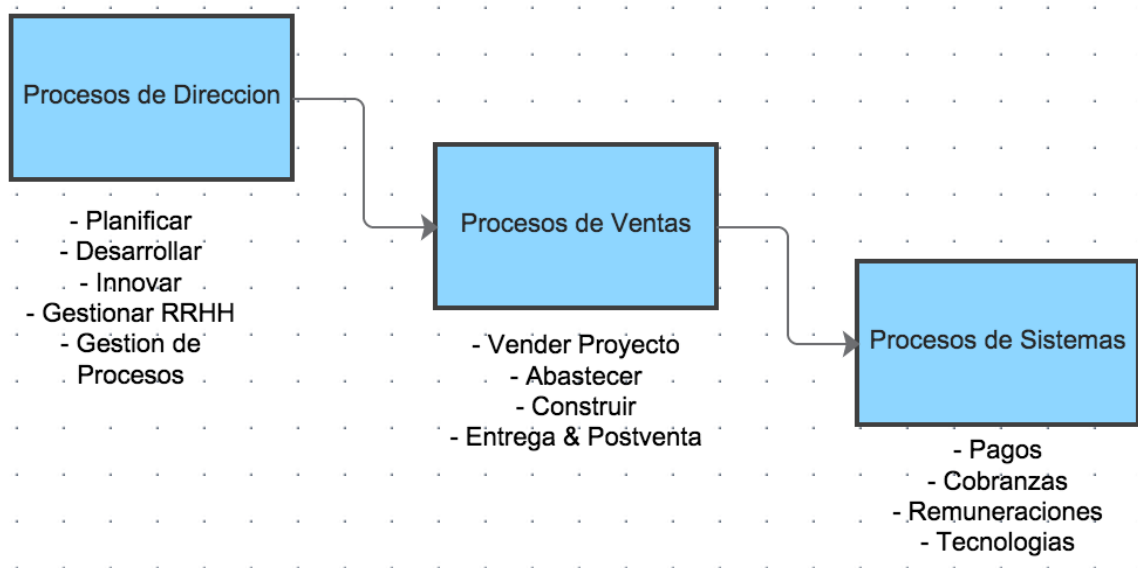 Procesos de Direccion
- Planificar
- Desarrollar
- Innovar
- Gestionar RRHH
- Gestion de
Procesos
Procesos de Ventas
- Vender Proyecto
- Abastecer
- Construir
- Entrega & Postventa
Procesos de Sistemas
- Pagos
- Cobranzas
- Remuneraciones
- Tecnologias